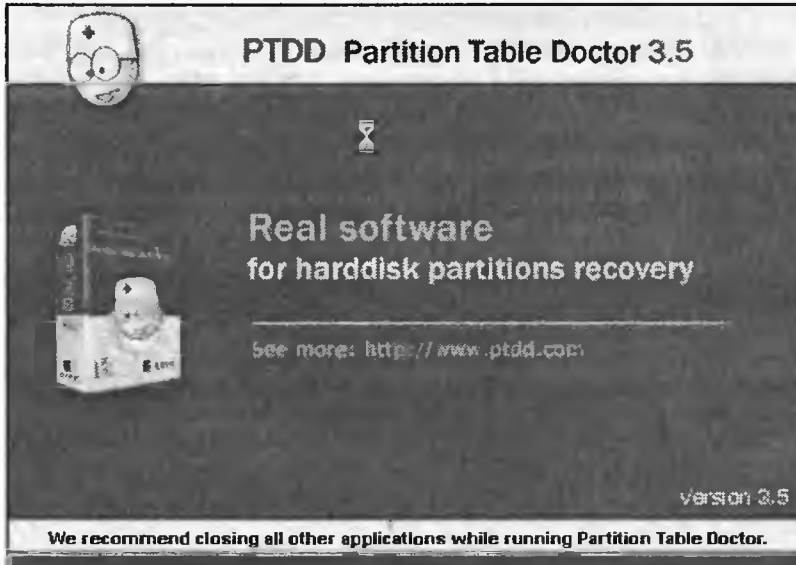 PTDD Partition Table Doctor 3.5
Real software
for harddisk partitions recovery
See more: http://www.ptdd.com
version 3.5
We recommend closing all other applications while running Partition Table Doctor.